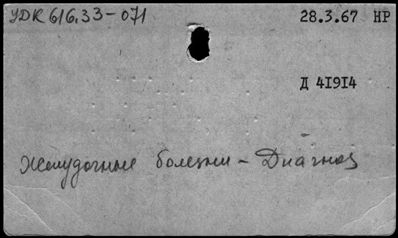 УДК 616.33-071 28.3.67 НР
Д 41914
Желудочные болезни - Диагноз